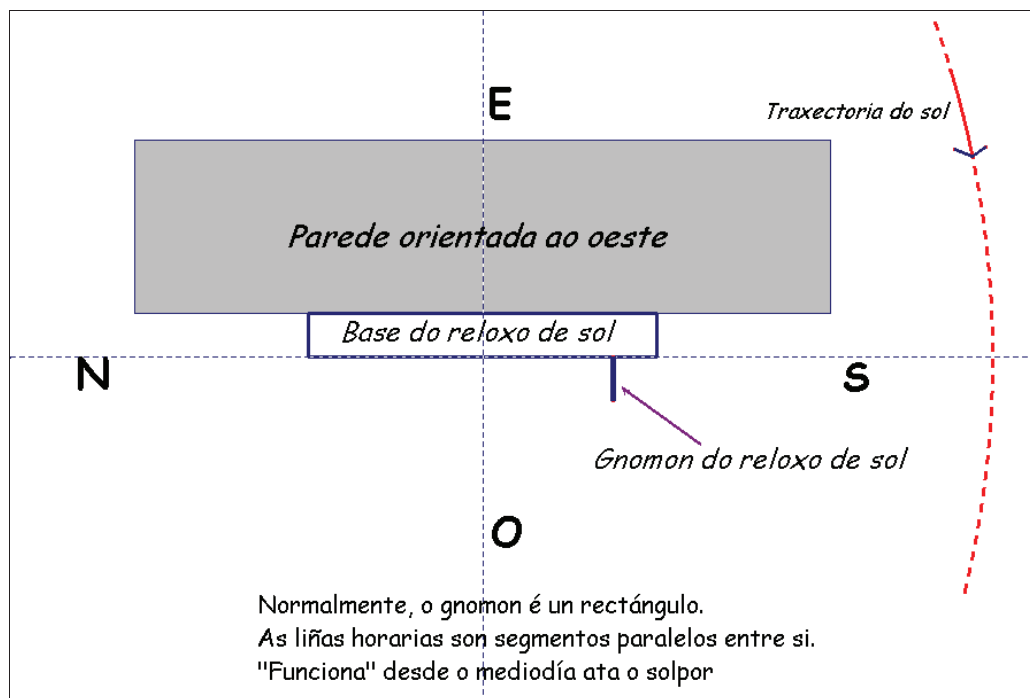 E
Traxectoria do sol
Parede orientada ao oeste
Base do reloxo de sol
N
S
Gnomon do reloxo de sol
O
Normalmente, o gnomon é un rectángulo.
As liñas horarias son segmentos paralelos entre si.
"Funciona" desde o mediodía ata o solpor